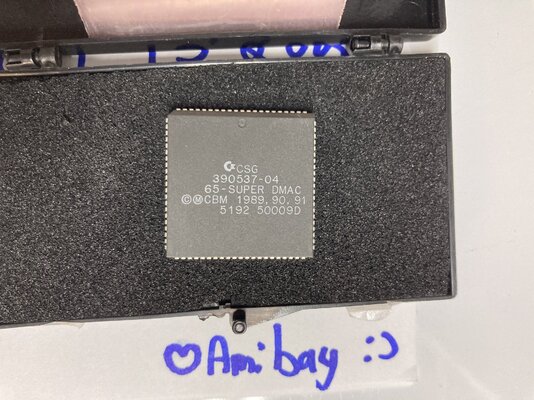 CSG
390537-04
65-SUPER DMAC
©ⓂCBM 1989,90,91
5192 50009D
♡Amibay :)